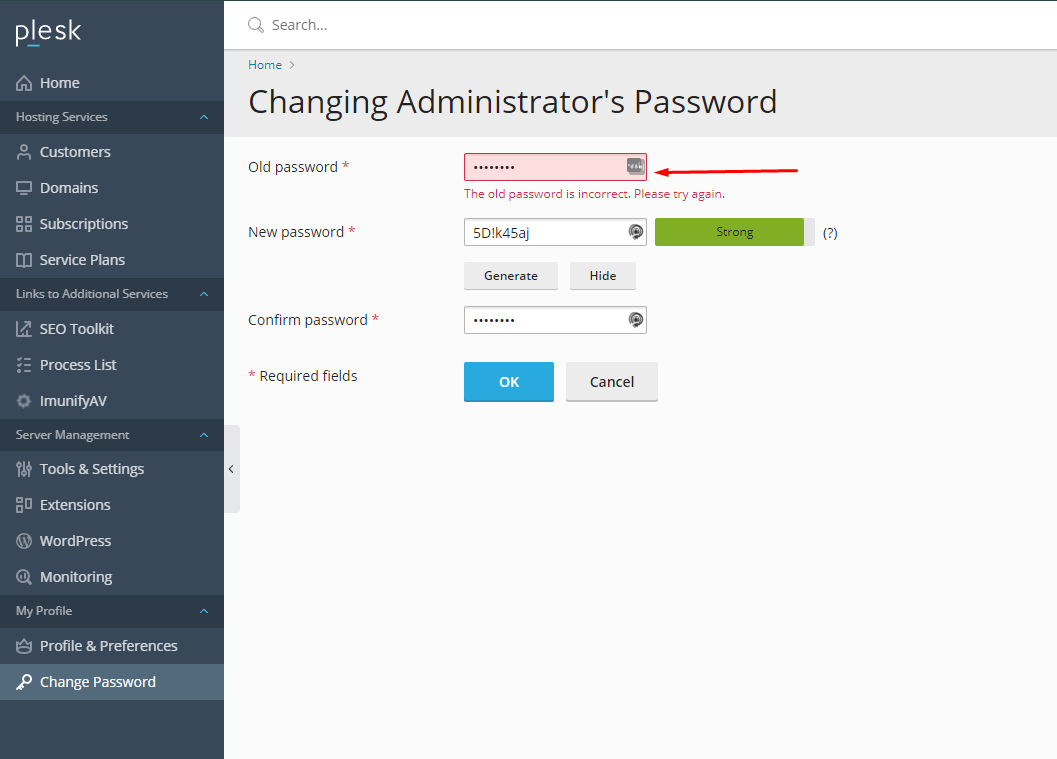 plesk
Search...
Home
Home >
Changing Administrator's Password
Hosting Services
Customers
Domains
Subscriptions
Service Plans
Links to Additional Services
SEO Toolkit
Process List
ImunifyAV
Server Management
Tools & Settings
Extensions
WordPress
Monitoring
My Profile
Profile & Preferences
Change Password
Old password * ••••••••
The old password is incorrect. Please try again.
New password * 5D!k45aj Strong (?)
Generate Hide
Confirm password * ••••••••
* Required fields OK Cancel